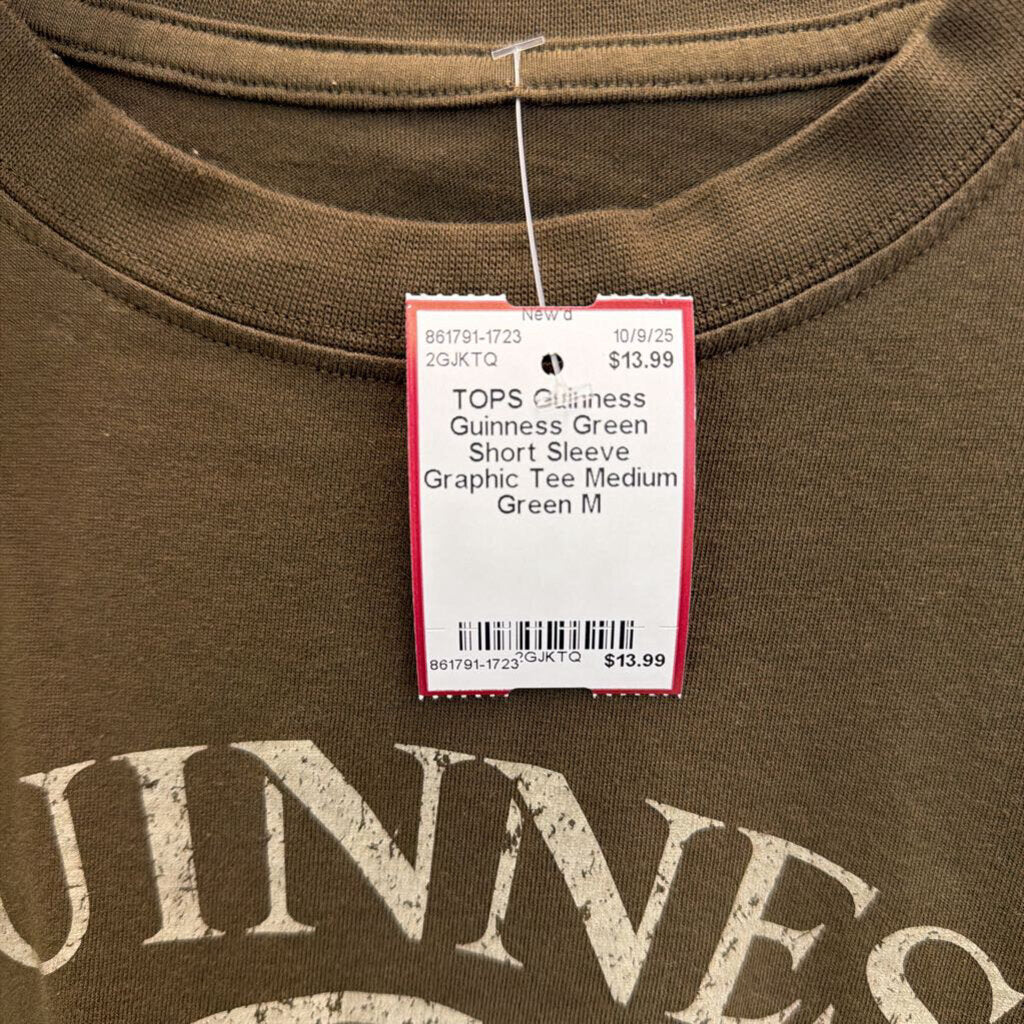 New'd
861791-1723 10/9/25
2GJKTQ $13.99
TOPS Guinness
Guinness Green
Short Sleeve
Graphic Tee Medium
Green M
861791-1723 2GJKTQ $13.99
UINNES